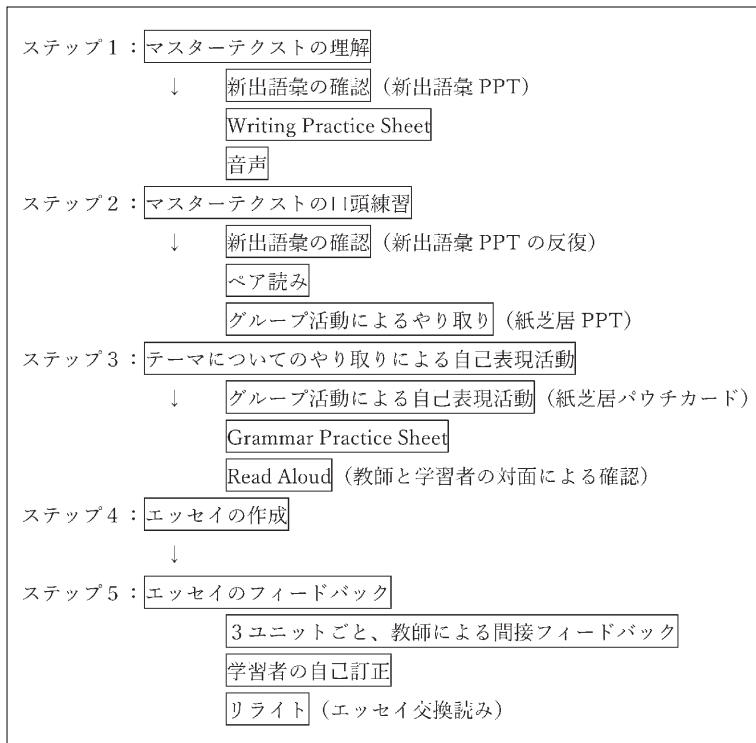 ステップ1:マスターテクストの理解
↓ 新出語彙の確認(新出語彙 PPT)
Writing Practice Sheet
音声
ステップ2:マスターテクストの口頭練習
↓ 新出語彙の確認(新出語彙 PPT の反復)
ペア読み
グループ活動によるやり取り(紙芝居 PPT)
ステップ3:テーマについてのやり取りによる自己表現活動
↓ グループ活動による自己表現活動(紙芝居パウチカード)
Grammar Practice Sheet
Read Aloud(教師と学習者の対面による確認)
ステップ4:エッセイの作成
↓
ステップ5:エッセイのフィードバック
3ユニットごと、教師による間接フィードバック
学習者の自己訂正
リライト(エッセイ交換読み)